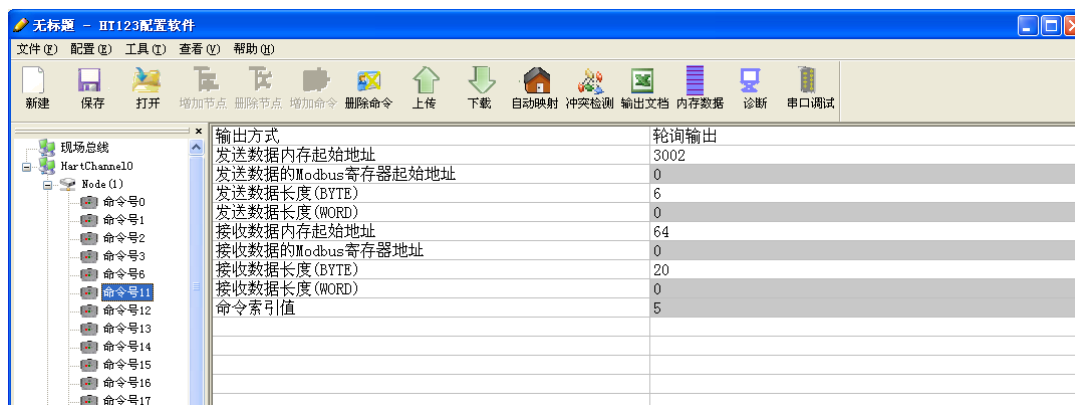 无标题 - HT123配置软件
文件(F) 配置(E) 工具(T) 查看(V) 帮助(H)
新建 保存 打开 增加节点 删除节点 增加命令 删除命令 上传 下载 自动映射 冲突检测 输出文档 内存数据 诊断 串口调试
现场总线
HartChannel0
Node(1)
命令号0
命令号1
命令号2
命令号3
命令号6
命令号11
命令号12
命令号13
命令号14
命令号15
命令号16
命令号17
输出方式 轮询输出
发送数据内存起始地址 3002
发送数据的Modbus寄存器起始地址 0
发送数据长度(BYTE) 6
发送数据长度(WORD) 0
接收数据内存起始地址 64
接收数据的Modbus寄存器地址 0
接收数据长度(BYTE) 20
接收数据长度(WORD) 0
命令索引值 5